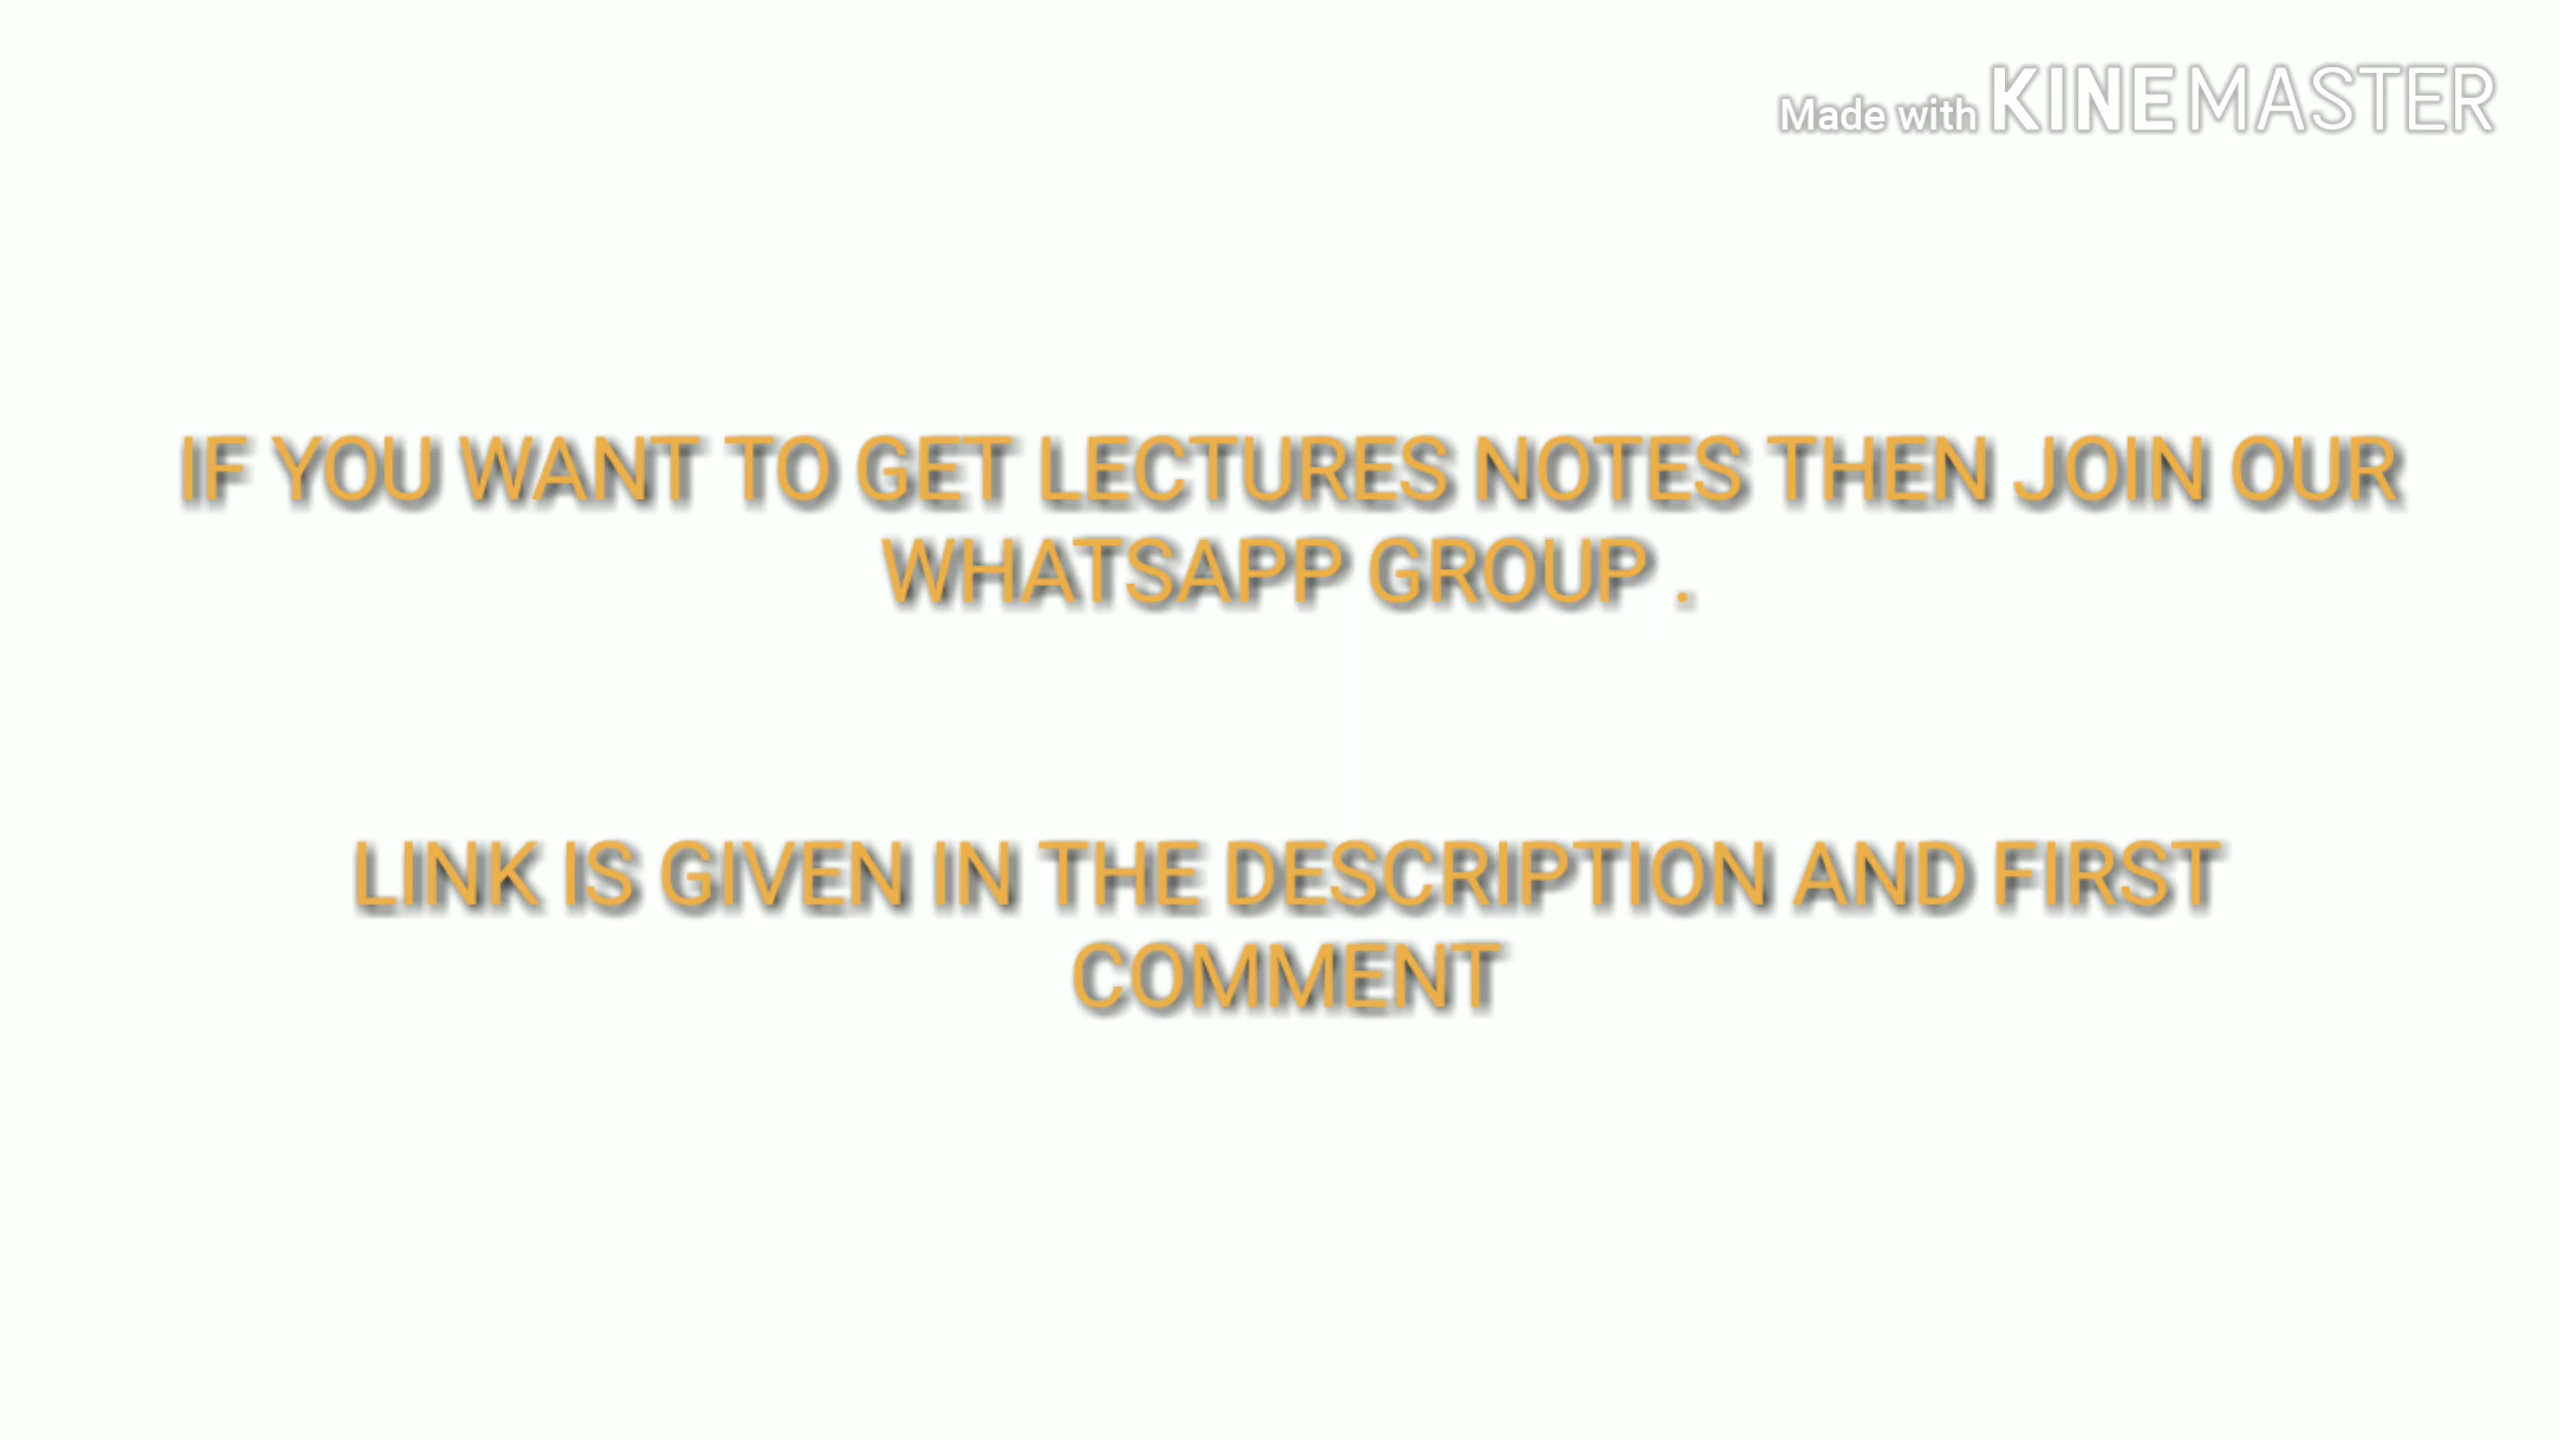 Made with KINEMASTER
IF YOU WANT TO GET LECTURES NOTES THEN JOIN OUR
WHATSAPP GROUP .
LINK IS GIVEN IN THE DESCRIPTION AND FIRST
COMMENT